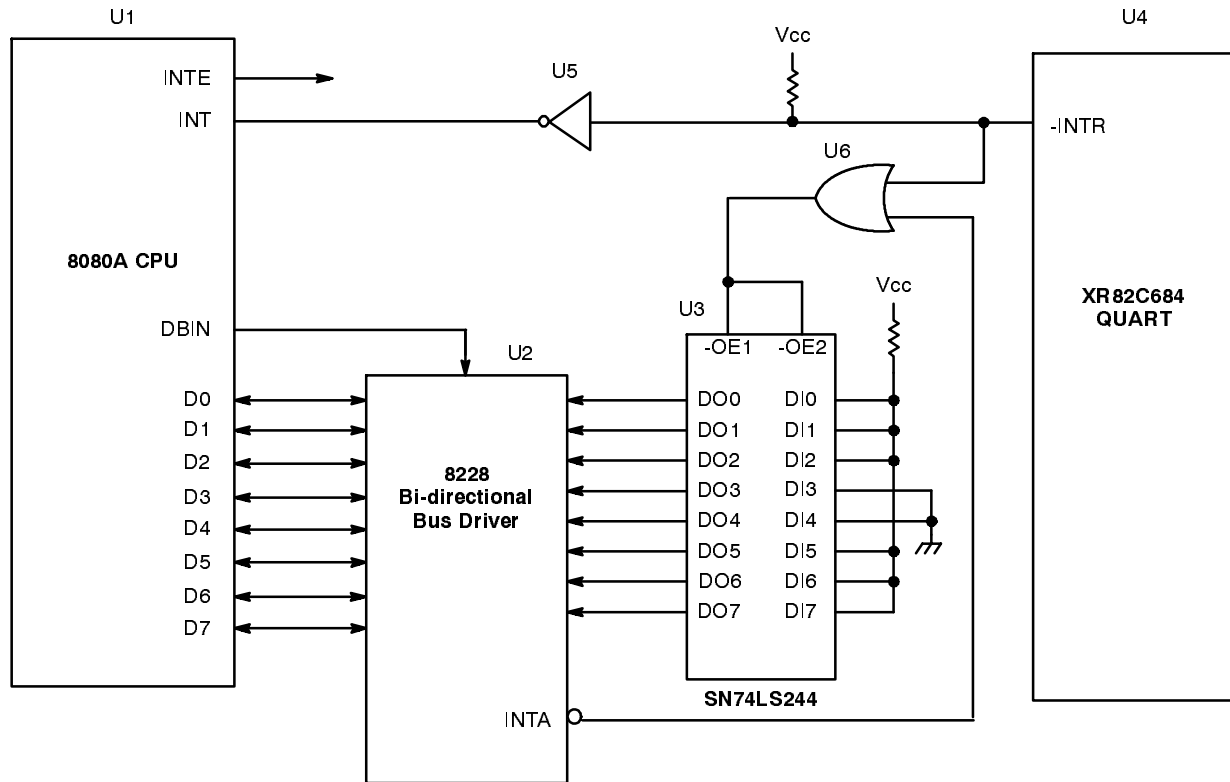 U1
U4
Vcc
INTE
U5
INT
-INTR
U6
8080A CPU
Vcc
XR82C684
QUART
U3
DBIN
U2
-OE1 -OE2
D0
DO0 DI0
D1
DO1 DI1
D2
DO2 DI2
8228
Bi-directional
Bus Driver
D3
DO3 DI3
D4
DO4 DI4
D5
DO5 DI5
D6
DO6 DI6
D7
DO7 DI7
SN74LS244
INTA